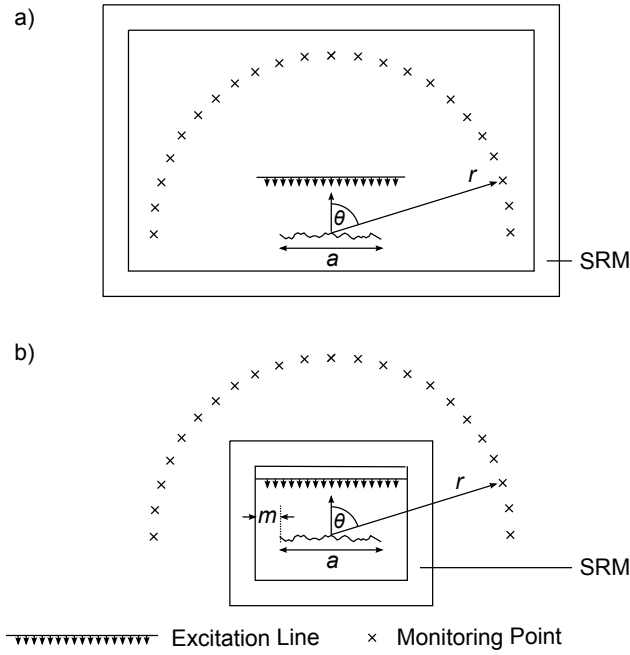 a)
r
θ
a
SRM
b)
r
m
θ
a
SRM
Excitation Line × Monitoring Point